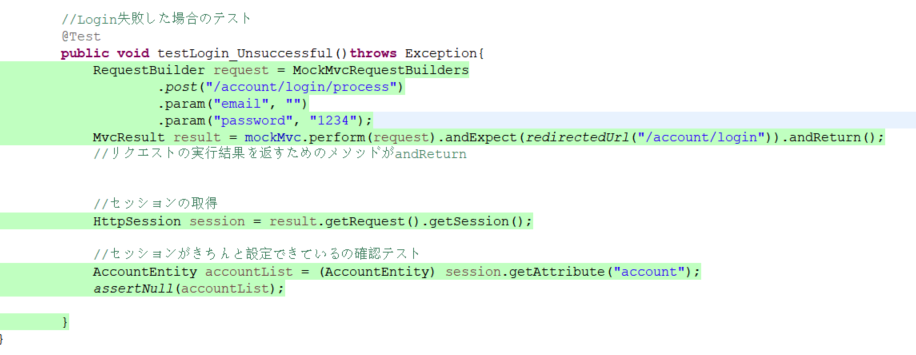 //Login失敗した場合のテスト
@Test
public void testLogin_Unsuccessful()throws Exception{
RequestBuilder request = MockMvcRequestBuilders
.post("/account/login/process")
.param("email", "")
.param("password", "1234");
MvcResult result = mockMvc.perform(request).andExpect(redirectedUrl("/account/login")).andReturn();
//リクエストの実行結果を返すためのメソッドがandReturn
//セッションの取得
HttpSession session = result.getRequest().getSession();
//セッションがきちんと設定できているの確認テスト
AccountEntity accountList = (AccountEntity) session.getAttribute("account");
assertNull(accountList);
}
}